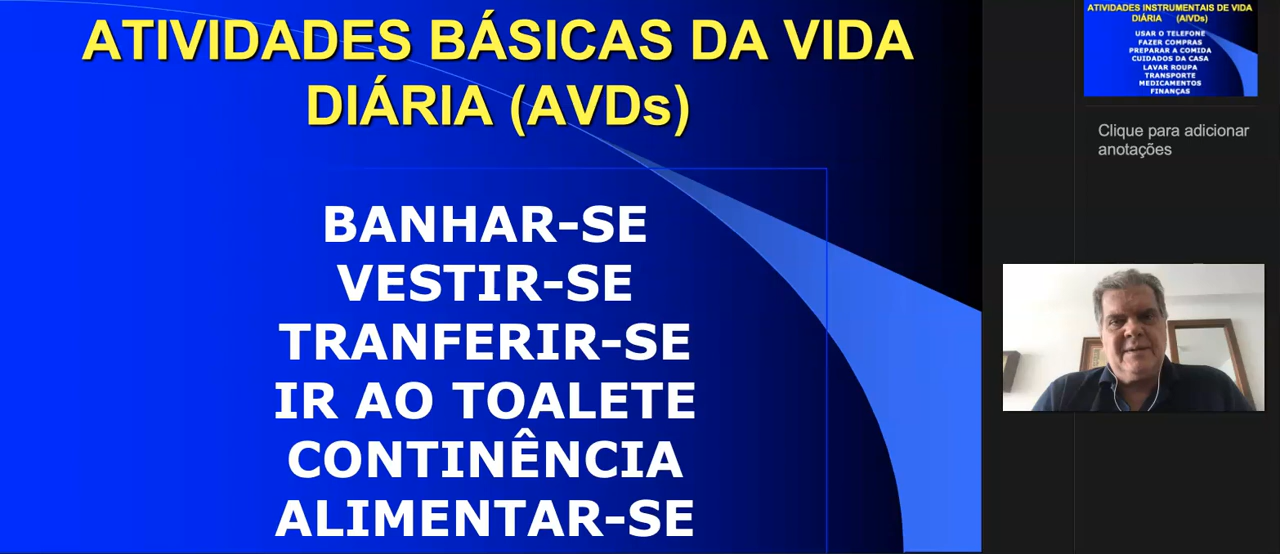 ATIVIDADES BÁSICAS DA VIDA
DIÁRIA (AVDs)
BANHAR-SE
VESTIR-SE
TRANFERIR-SE
IR AO TOALETE
CONTINÊNCIA
ALIMENTAR-SE
ATIVIDADES INSTRUMENTAIS DE VIDA
DIÁRIA (AIVDs)
USAR O TELEFONE
FAZER COMPRAS
PREPARAR A COMIDA
CUIDADOS DA CASA
LAVAR ROUPA
TRANSPORTE
MEDICAMENTOS
FINANÇAS
Clique para adicionar
anotações